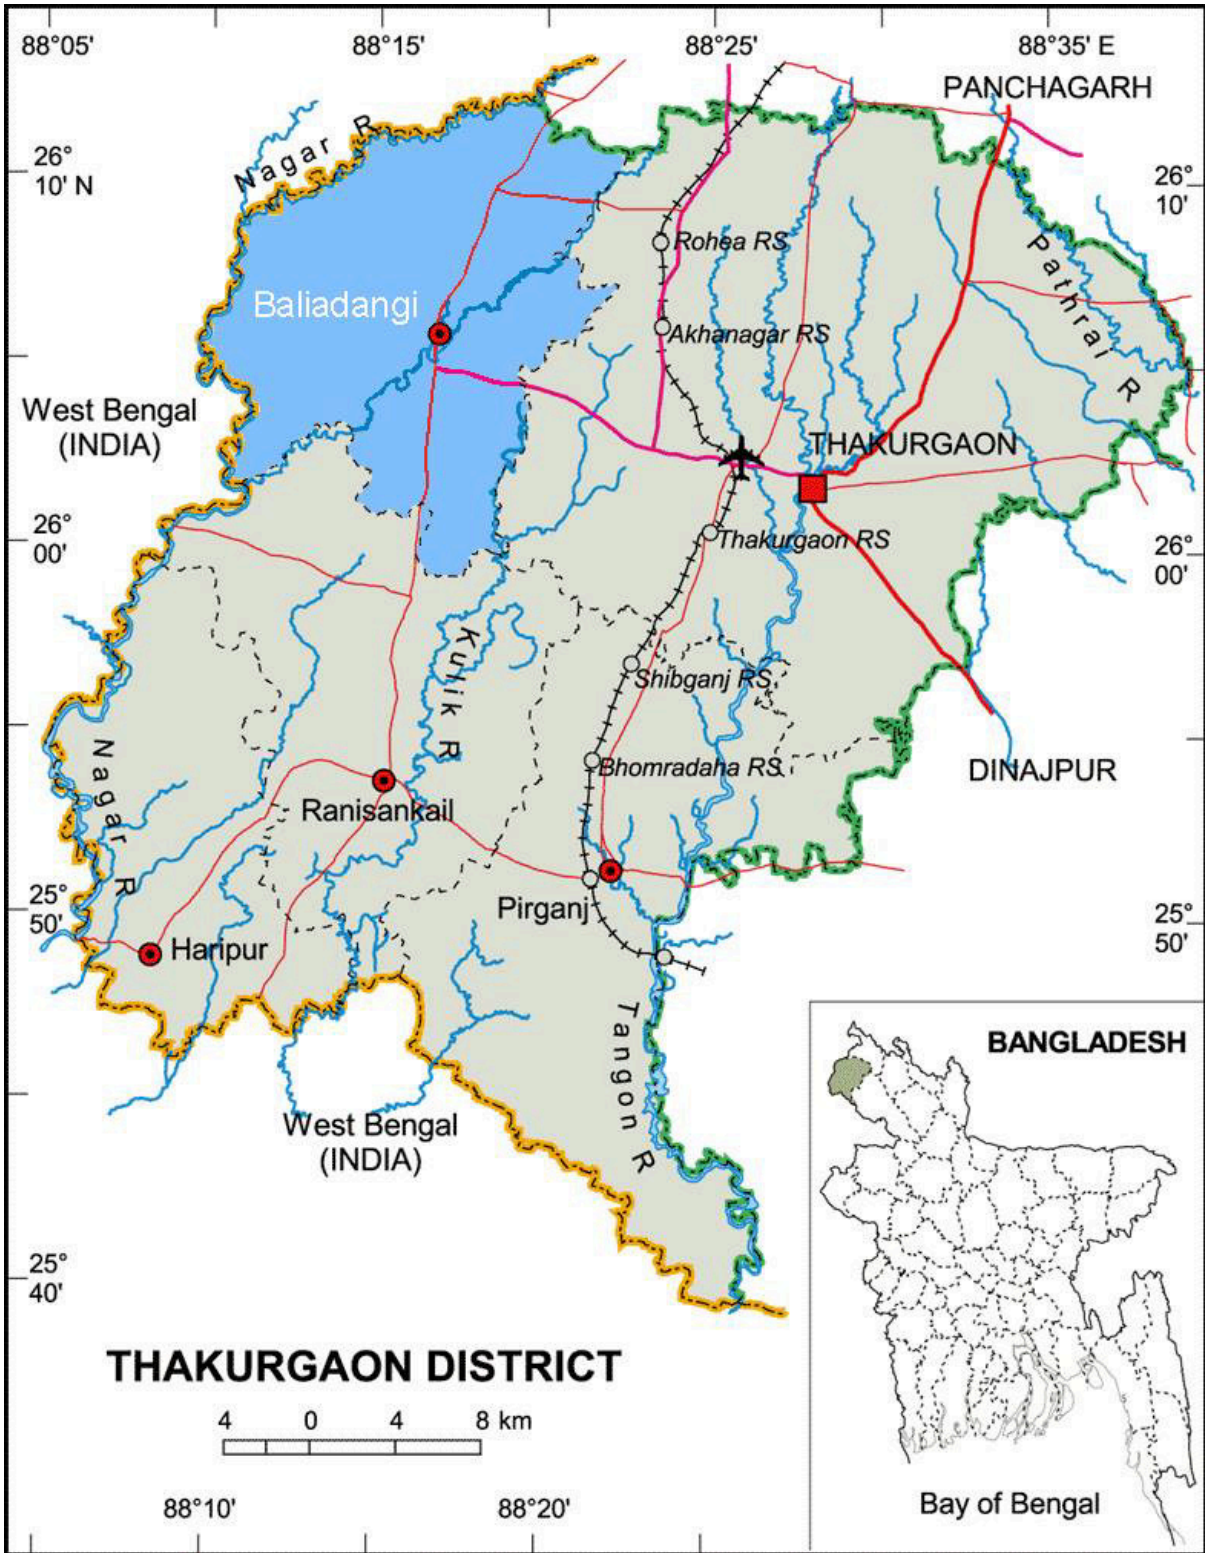 88°05'
88°15'
88°25'
88°35' E
PANCHAGARH
26°
10' N
Nagar R
26°
10'
Rohea RS
Pathrai R
Baliadangi
Akhanagar RS
West Bengal
(INDIA)
THAKURGAON
26°
00'
Thakurgaon RS
26°
00'
Kulik R
Shibganj RS
Nagar R
Bhomradaha RS
DINAJPUR
Ranisankail
25°
50'
Pirganj
Haripur
25°
50'
Tangon R
BANGLADESH
West Bengal
(INDIA)
25°
40'
THAKURGAON DISTRICT
4 0 4 8 km
88°10'
88°20'
Bay of Bengal